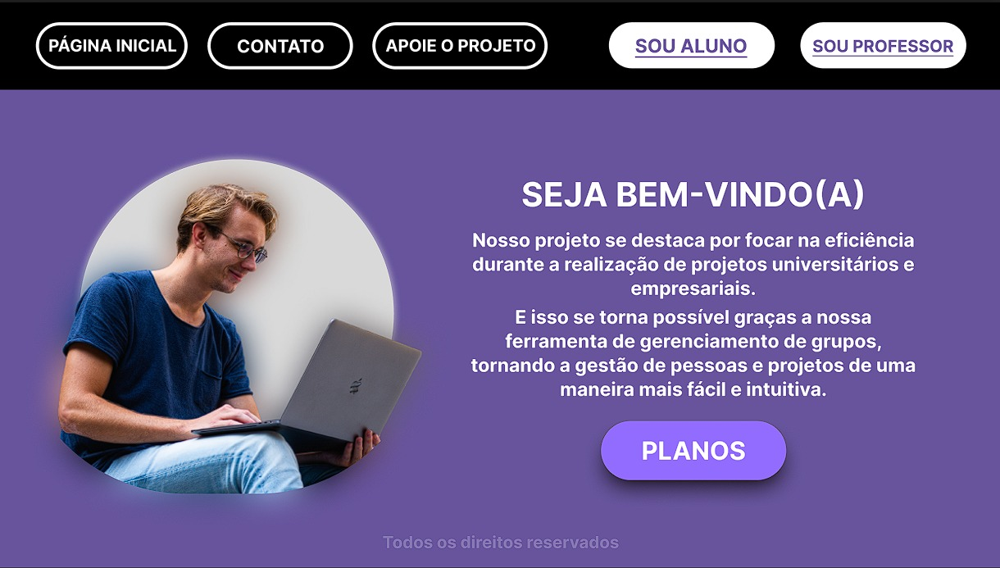 PÁGINA INICIAL
CONTATO
APOIE O PROJETO
SOU ALUNO
SOU PROFESSOR
SEJA BEM-VINDO(A)
Nosso projeto se destaca por focar na eficiência
durante a realização de projetos universitários e
empresariais.
E isso se torna possível graças a nossa
ferramenta de gerenciamento de grupos,
tornando a gestão de pessoas e projetos de uma
maneira mais fácil e intuitiva.
PLANOS
Todos os direitos reservados